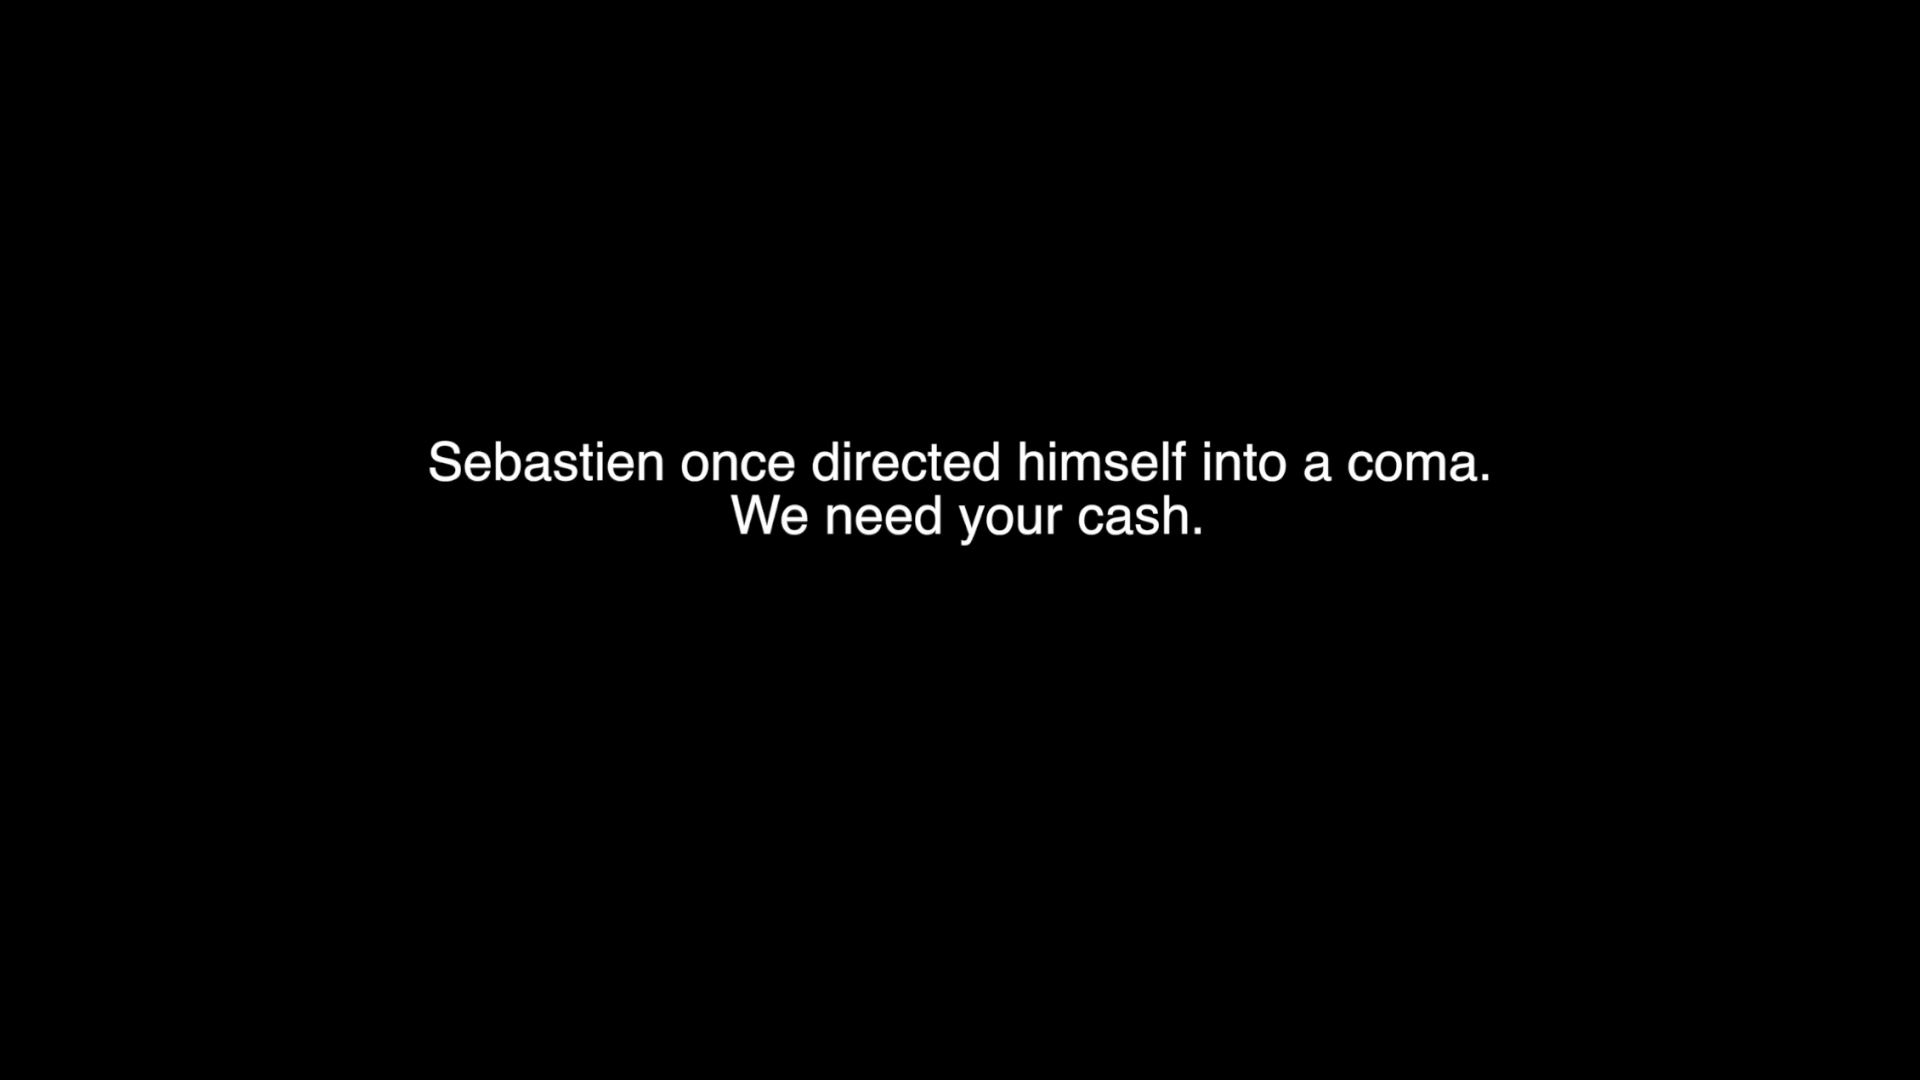 Sebastien once directed himself into a coma.
We need your cash.